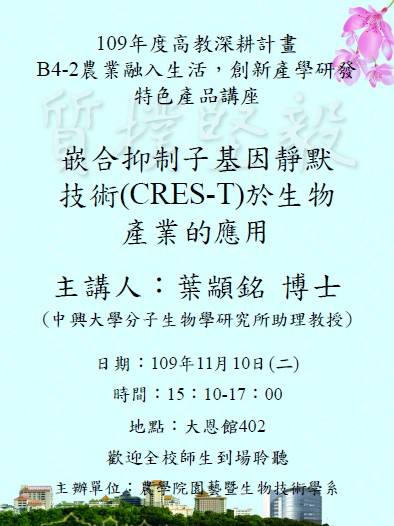 109年度高教深耕計畫
B4-2農業融入生活，創新產學研發
特色產品講座
質樸堅毅
嵌合抑制子基因靜默
技術(CRES-T)於生物
產業的應用
主講人：葉顓銘 博士
(中興大學分子生物學研究所助理教授)
日期：109年11月10日(二)
時間：15：10-17：00
地點：大恩館402
歡迎全校師生到場聆聽
主辦單位：農學院園藝暨生物技術學系